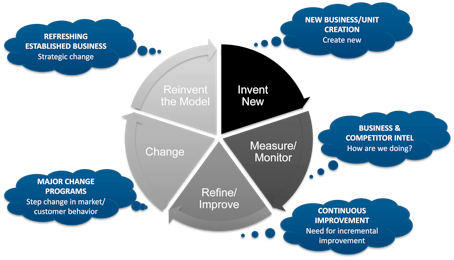 REFRESHING
ESTABLISHED BUSINESS
Strategic change
NEW BUSINESS/UNIT
CREATION
Create new
Reinvent
the Model
Invent
New
BUSINESS &
COMPETITOR INTEL
How are we doing?
Change
Measure/
Monitor
MAJOR CHANGE
PROGRAMS
Step change in market/
customer behavior
Refine/
Improve
CONTINUOUS
IMPROVEMENT
Need for incremental
improvement